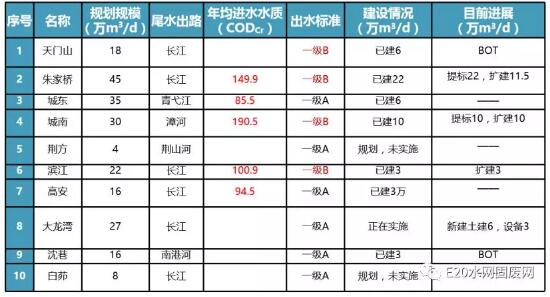 序号 名称 规划规模（万m³/d） 尾水出路 年均进水水质（CODCr） 出水标准 建设情况（万m³/d） 目前进展
1 天门山 18 长江 一级B 已建6 BOT
2 朱家桥 45 长江 149.9 一级B 已建22 提标22，扩建11.5
3 城东 35 青弋江 85.5 一级A 已建6 ——
4 城南 30 漳河 190.5 一级B 已建10 提标10，扩建10
5 荆方 4 荆山河 一级A 规划，未实施 ——
6 滨江 22 长江 100.9 一级B 已建3 扩建3
7 高安 16 长江 94.5 一级A 已建3万 ——
8 大龙湾 27 长江 一级A 正在实施 新建土建6，设备3
9 沈巷 16 南港河 一级A 已建3 BOT
10 白茆 8 长江 一级A 规划，未实施
E20水网固废网